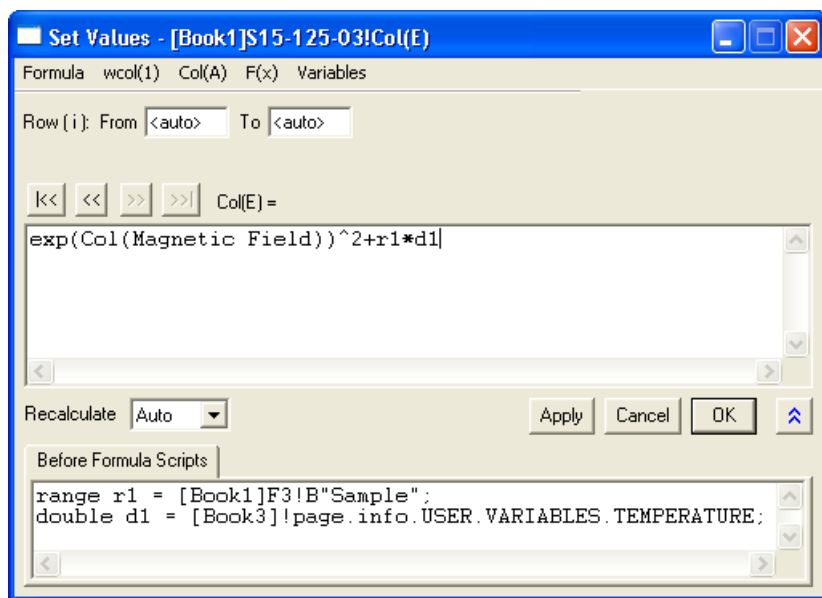 Set Values - [Book1]S15-125-03!Col(E)
Formula wcol(1) Col(A) F(x) Variables
Row (i): From <auto> To <auto>
|<< << >> >>| Col(E) =
exp(Col(Magnetic Field))^2+r1*d1
Recalculate Auto Apply Cancel OK
Before Formula Scripts
range r1 = [Book1]F3!B"Sample";
double d1 = [Book3]!page.info.USER.VARIABLES.TEMPERATURE;